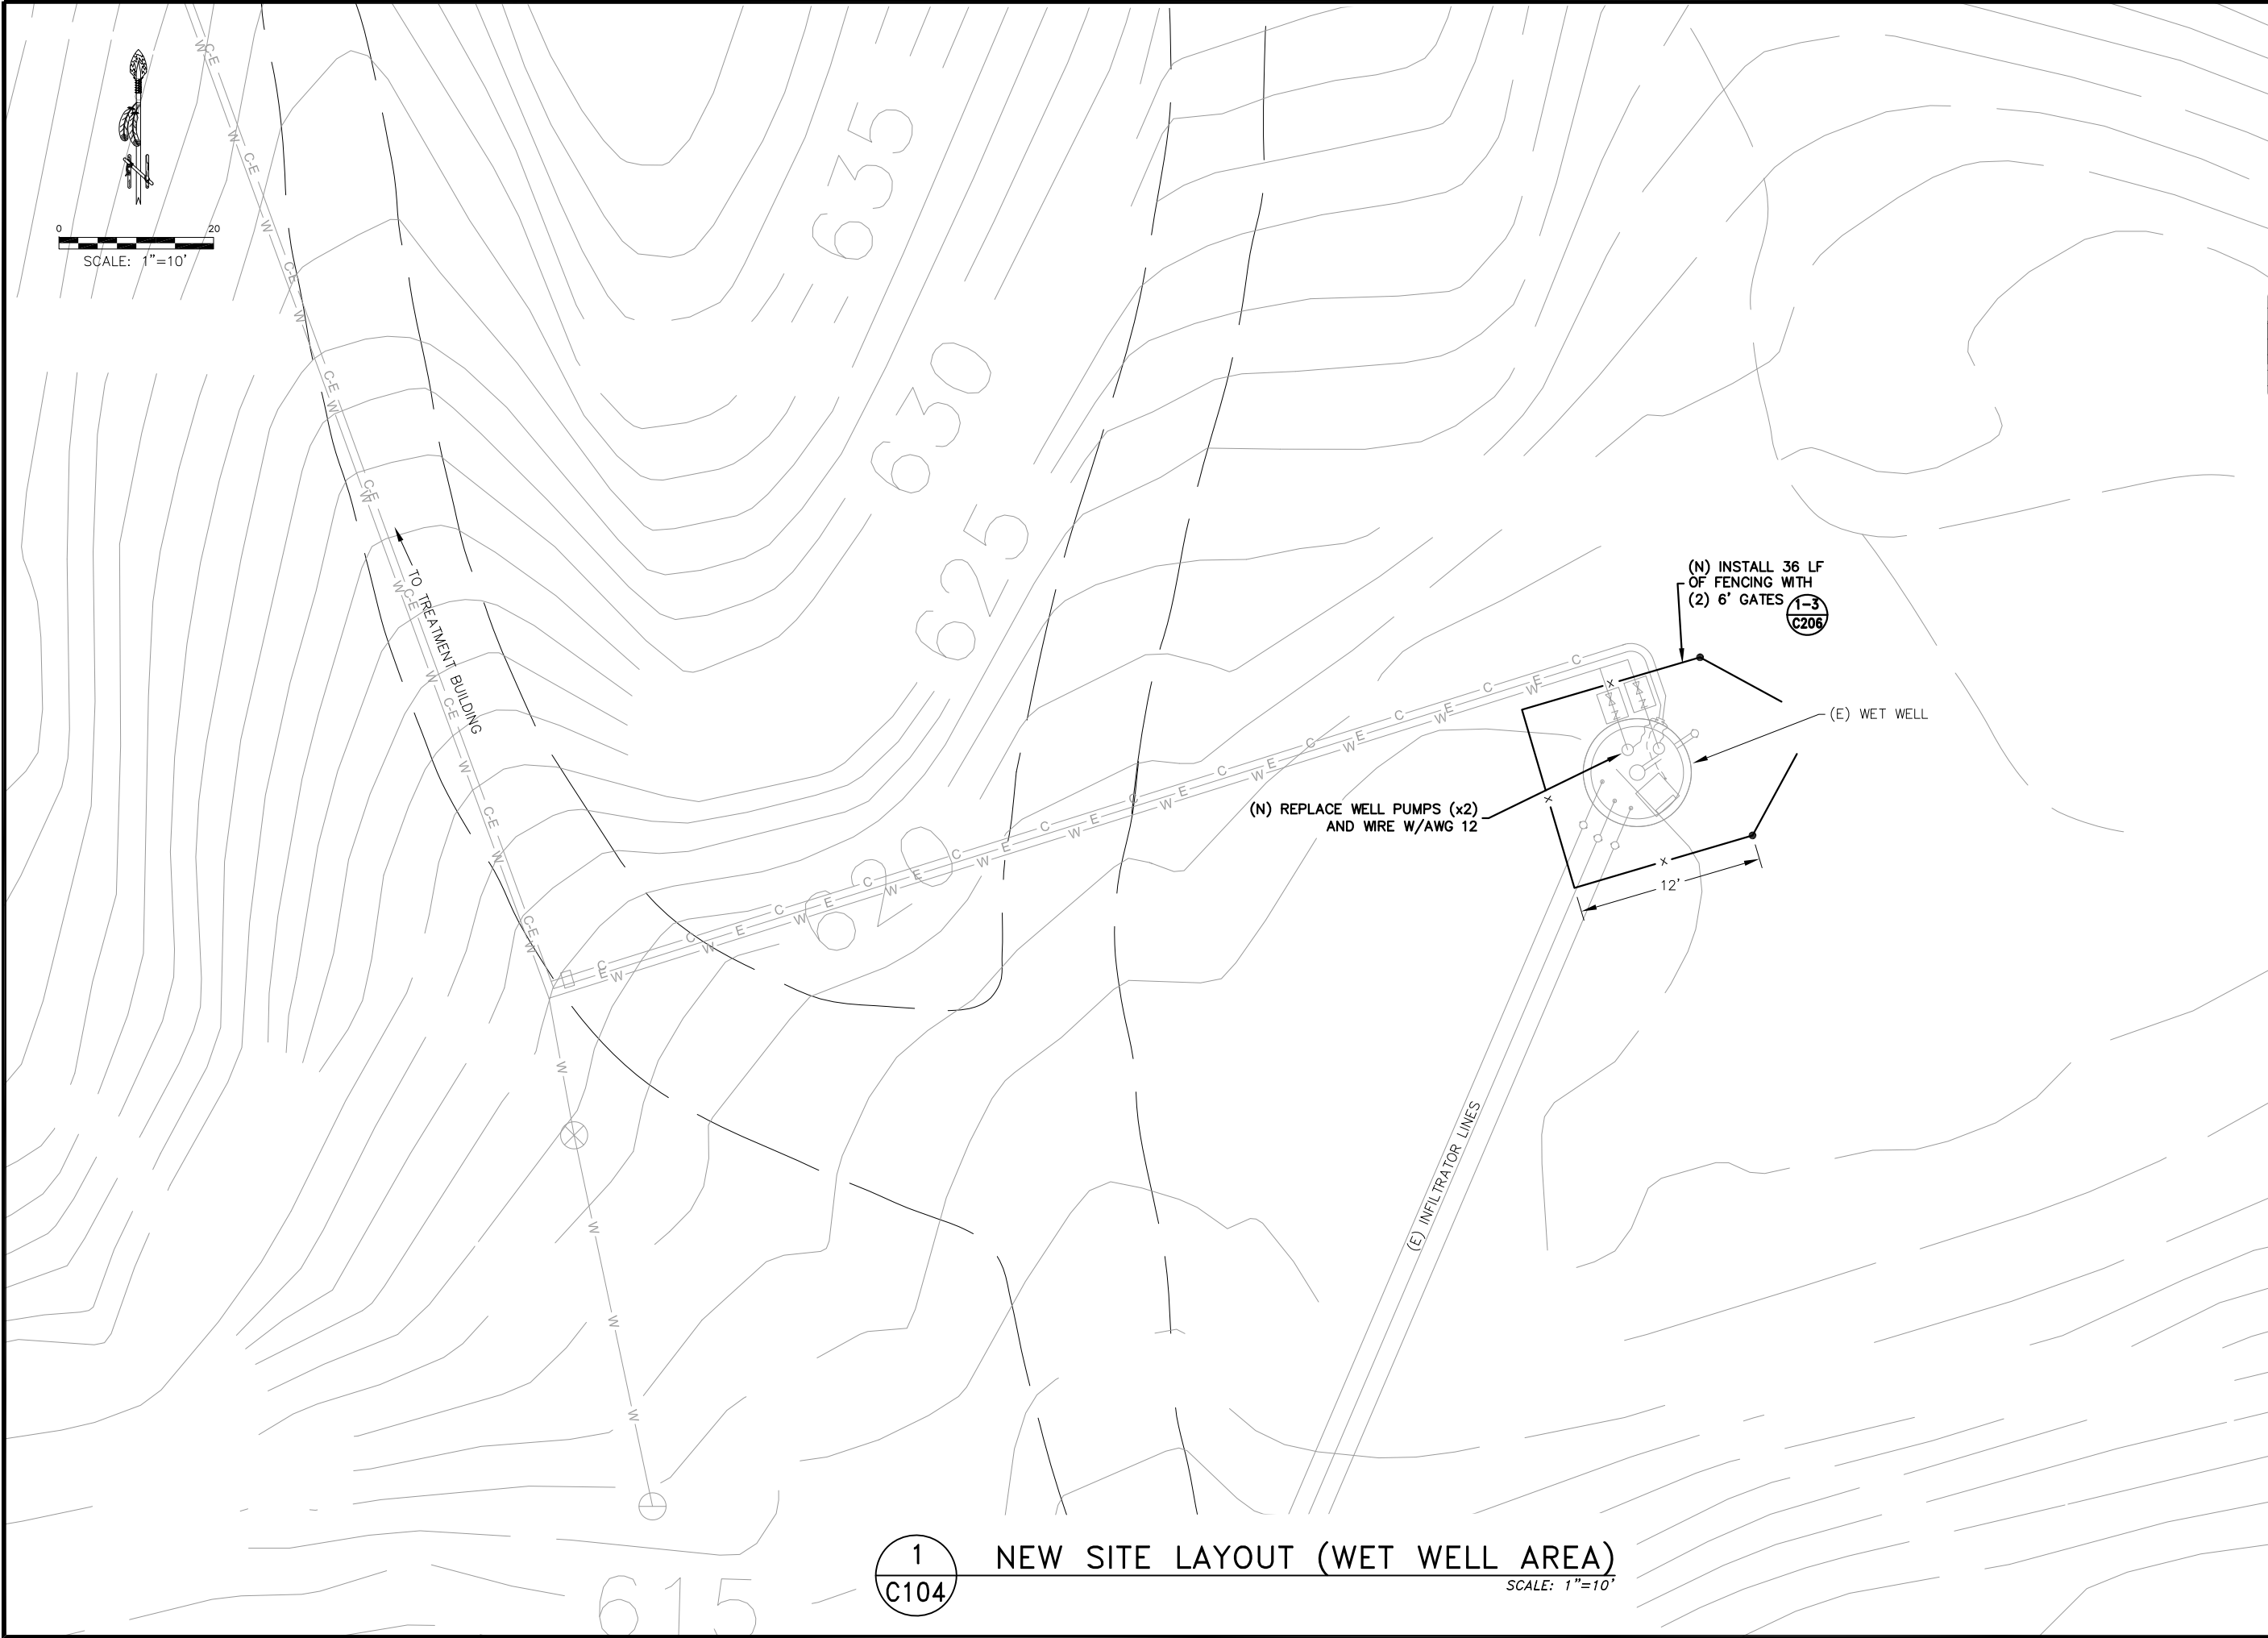 0 20
SCALE: 1"=10'
635
630
625
620
615
TO TREATMENT BUILDING
(N) INSTALL 36 LF
OF FENCING WITH
(2) 6' GATES
1-3
C206
(E) WET WELL
(N) REPLACE WELL PUMPS (x2)
AND WIRE W/AWG 12
12'
(E) INFILTRATOR LINES
C-E W C-E W C-E W C-E W C-E W C-E W C-E W C-E W C-E W
C C C C C C C C C C C C
E E E E E E E E E E E
W W W W W W W W W W W
W
W
W
W
x
x
x
1
C104
NEW SITE LAYOUT (WET WELL AREA)
SCALE: 1"=10'